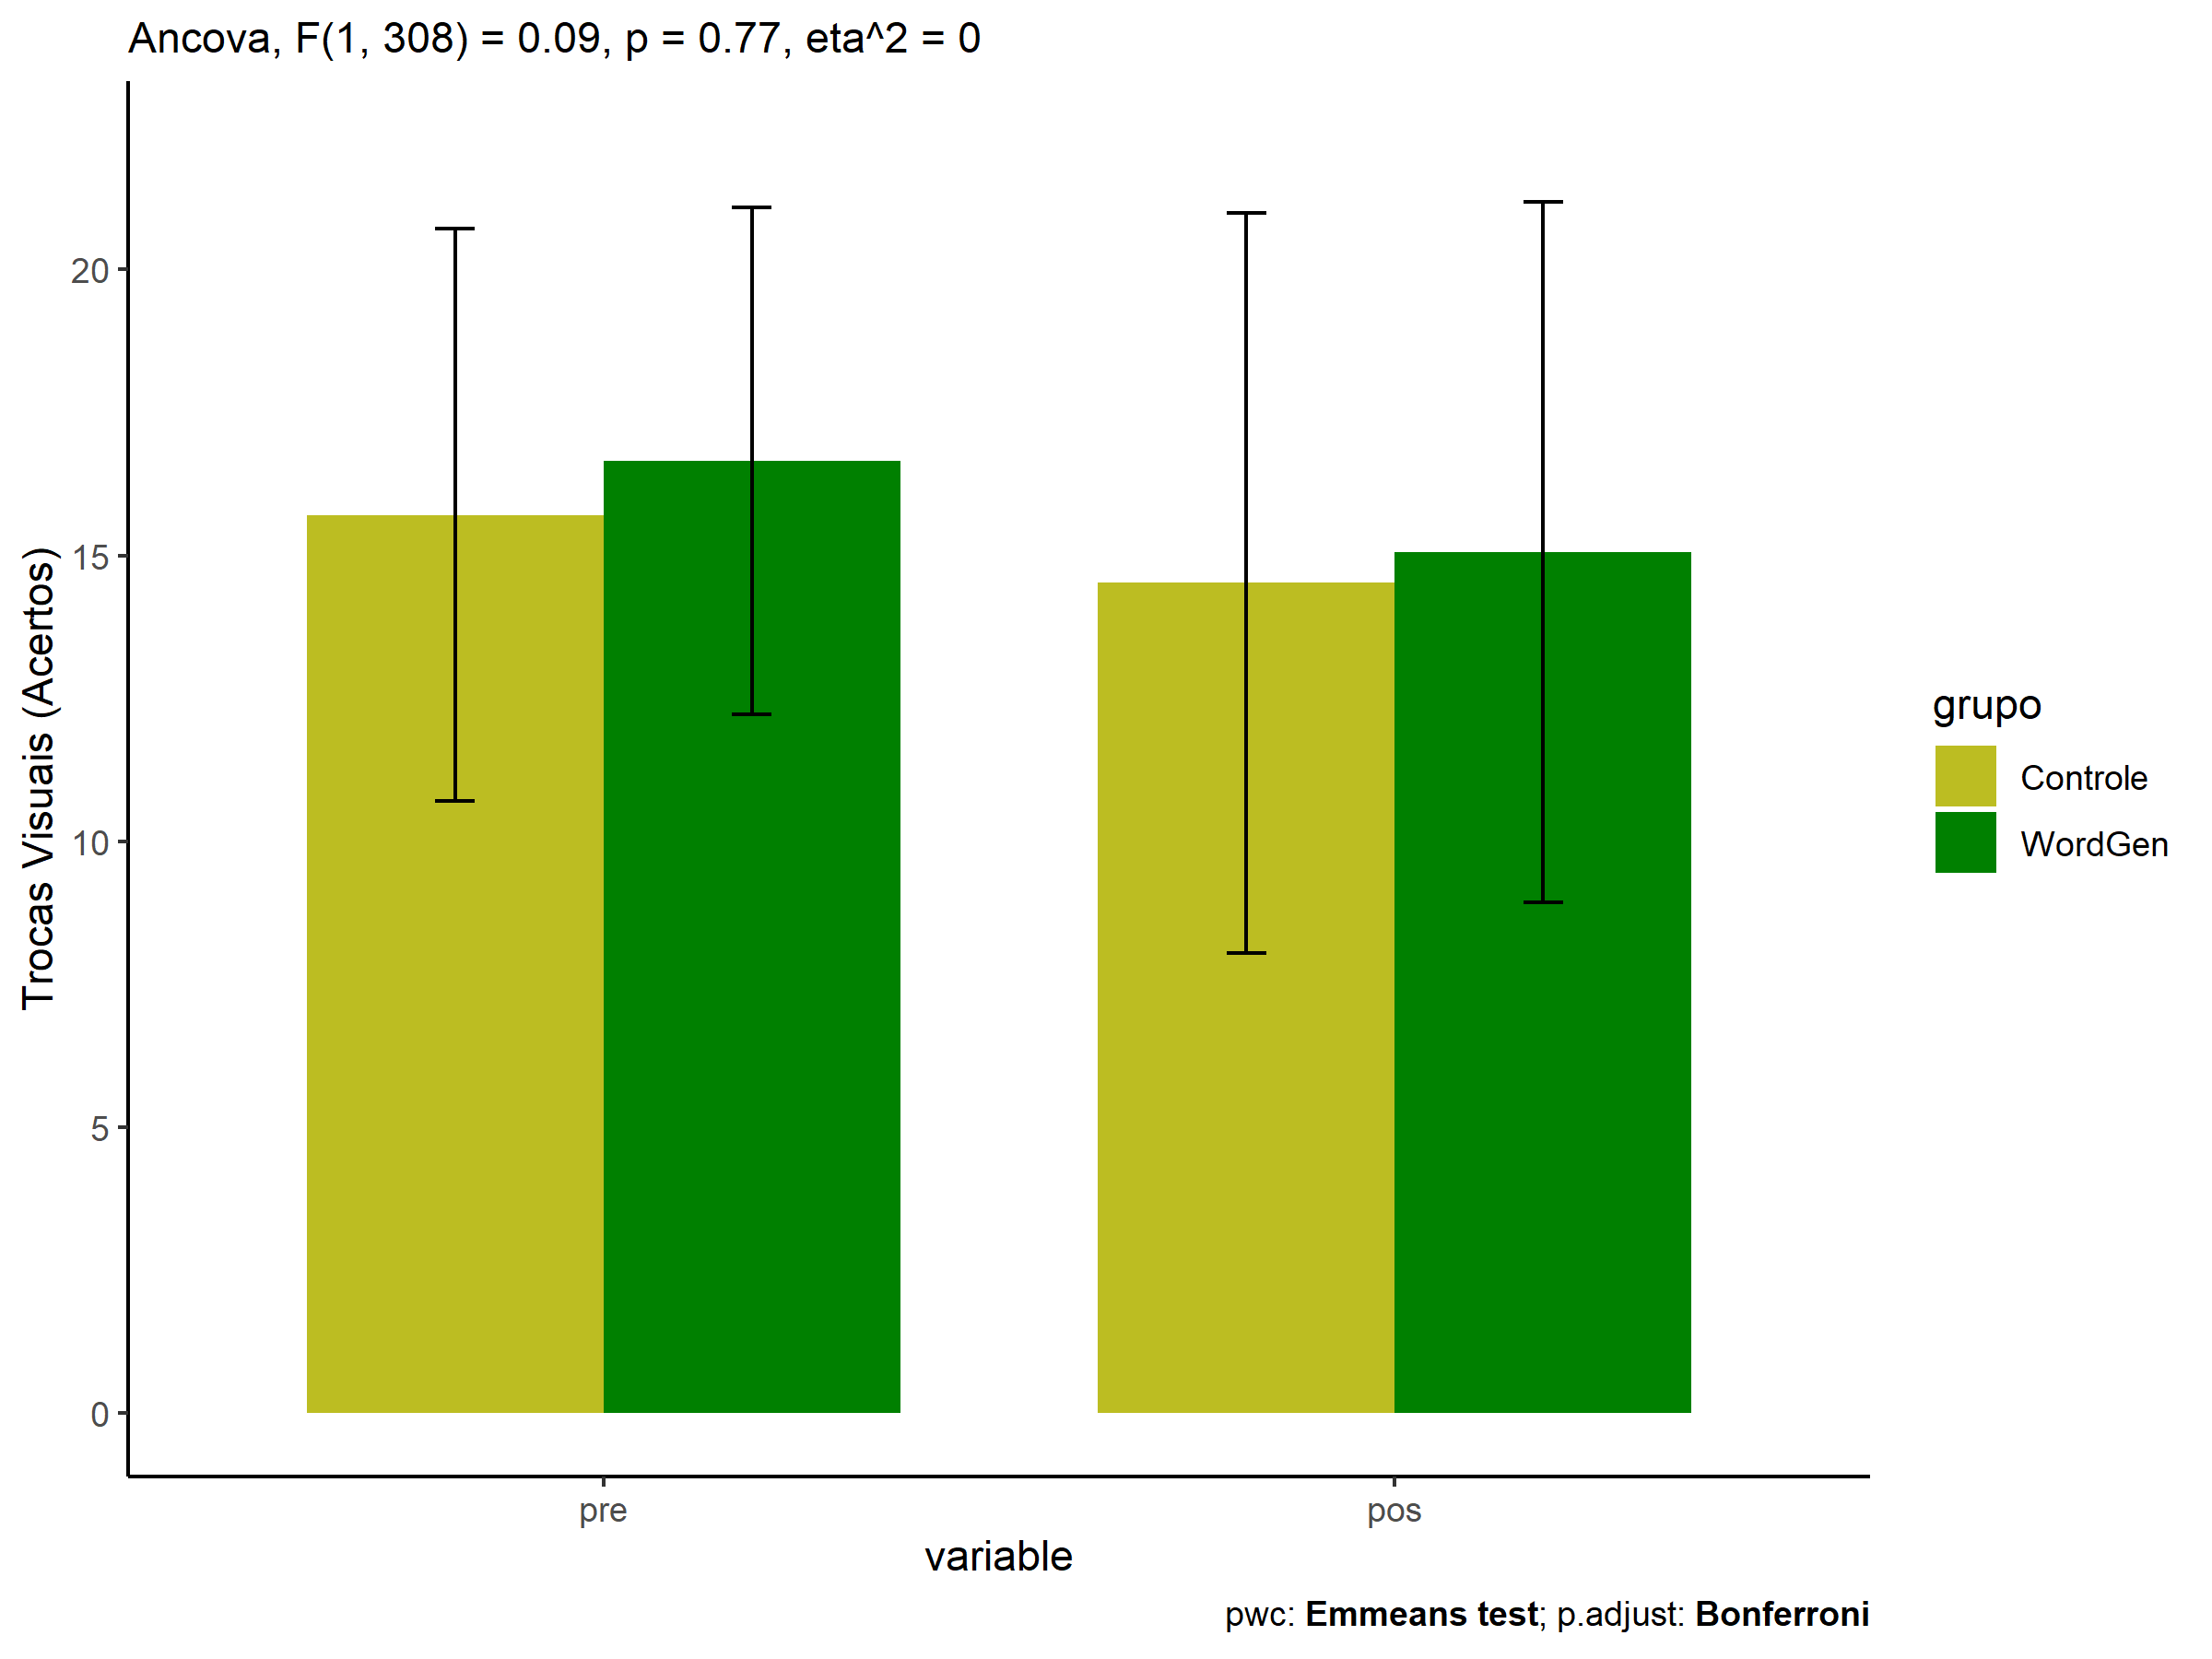 Ancova, F(1, 308) = 0.09, p = 0.77, eta^2 = 0
Trocas Visuais (Acertos)
20
15
10
5
0
pre
pos
variable
grupo
Controle
WordGen
pwc: Emmeans test; p.adjust: Bonferroni